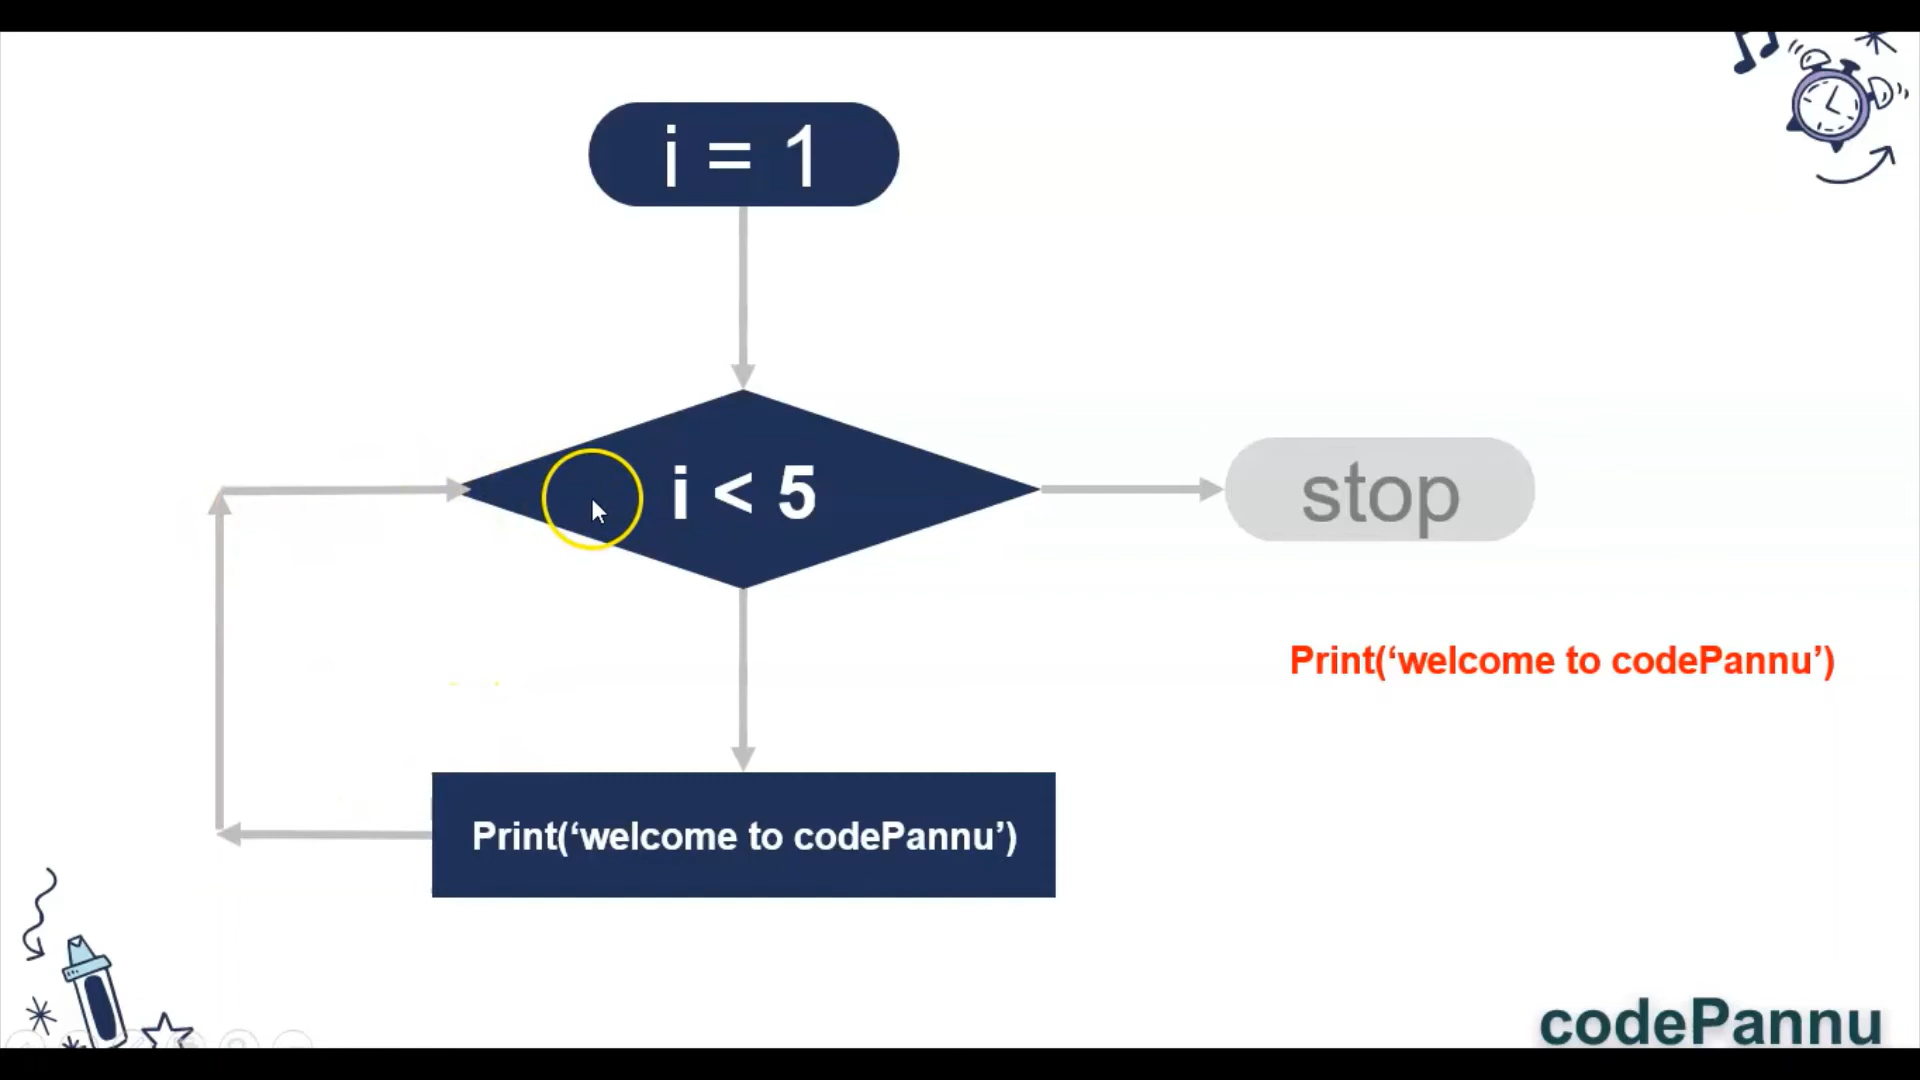 i = 1
i < 5
stop
Print(‘welcome to codePannu’)
Print(‘welcome to codePannu’)
codePannu